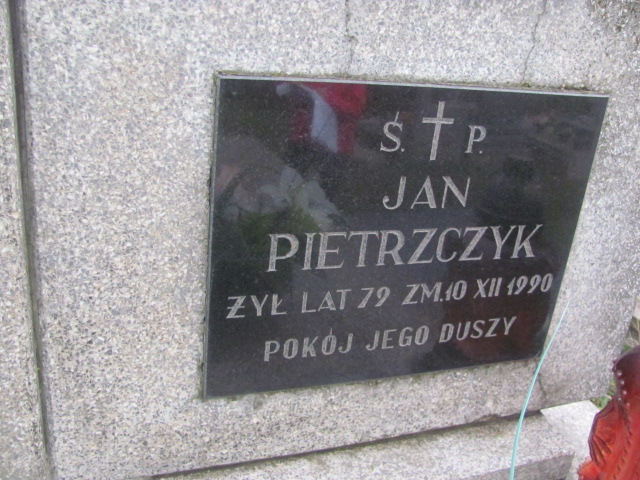 Ś. P.
JAN
PIETRZCZYK
ŻYŁ LAT 79 ZM.10 XII 1990
POKÓJ JEGO DUSZY